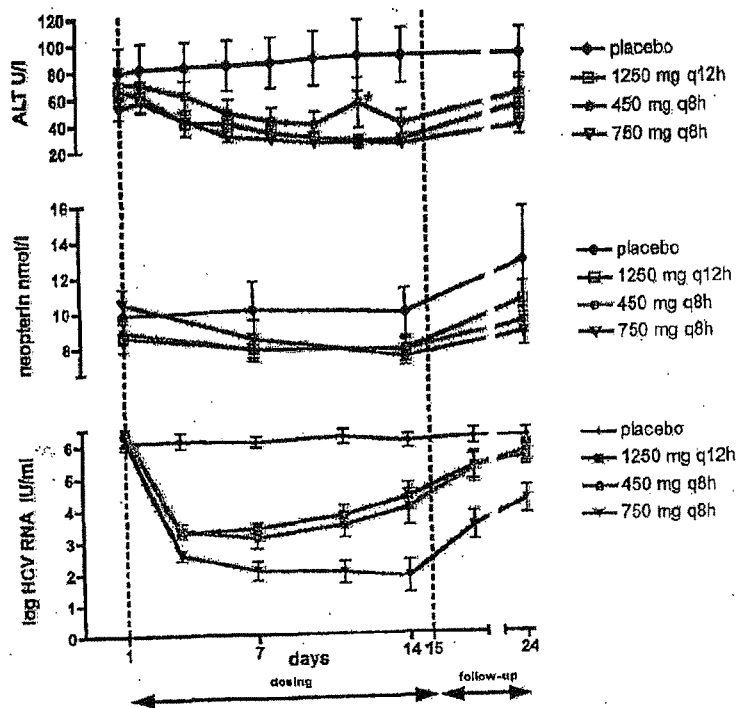 ALT U/l
120
100
80
60
40
20
*
placebo
1250 mg q12h
450 mg q8h
750 mg q8h
neopterin nmol/l
16
14
12
10
8
placebo
1250 mg q12h
450 mg q8h
750 mg q8h
log HCV RNA IU/ml
6
5
4
3
2
1
0
placebo
1250 mg q12h
450 mg q8h
750 mg q8h
1
7
14
15
24
days
dosing
follow-up